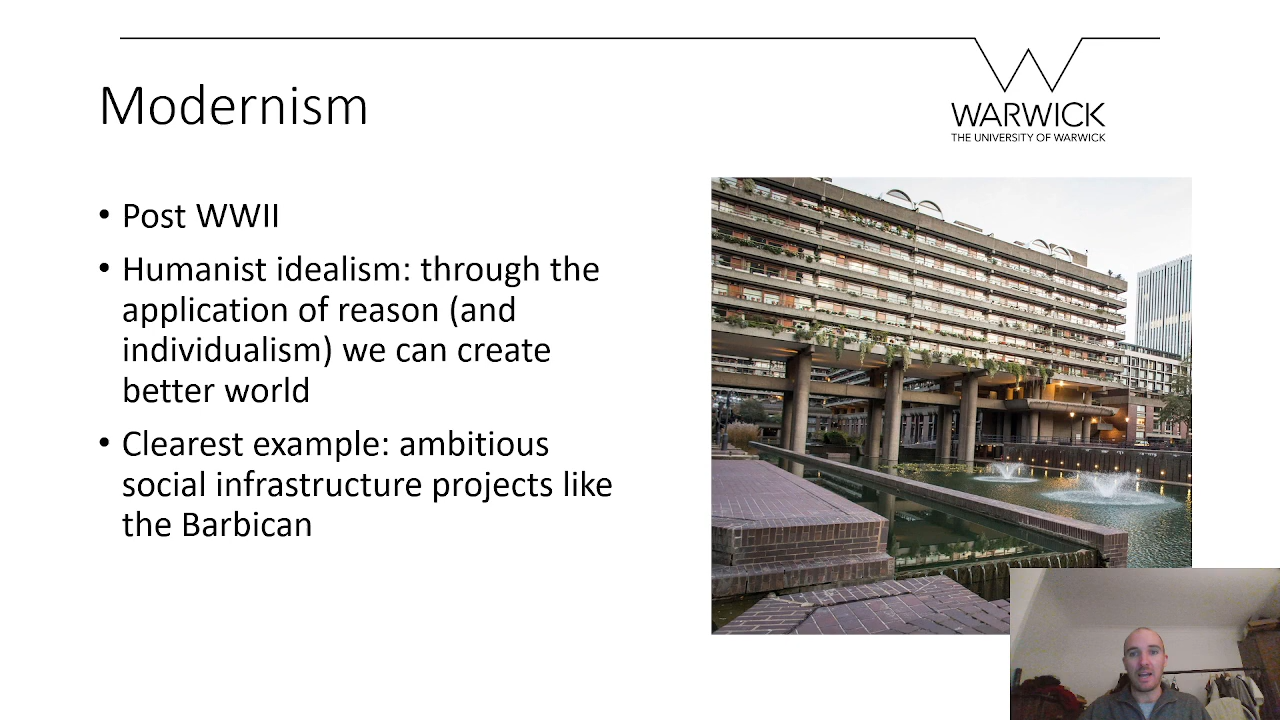 WARWICK
THE UNIVERSITY OF WARWICK
Modernism
• Post WWII
• Humanist idealism: through the
application of reason (and
individualism) we can create
better world
• Clearest example: ambitious
social infrastructure projects like
the Barbican